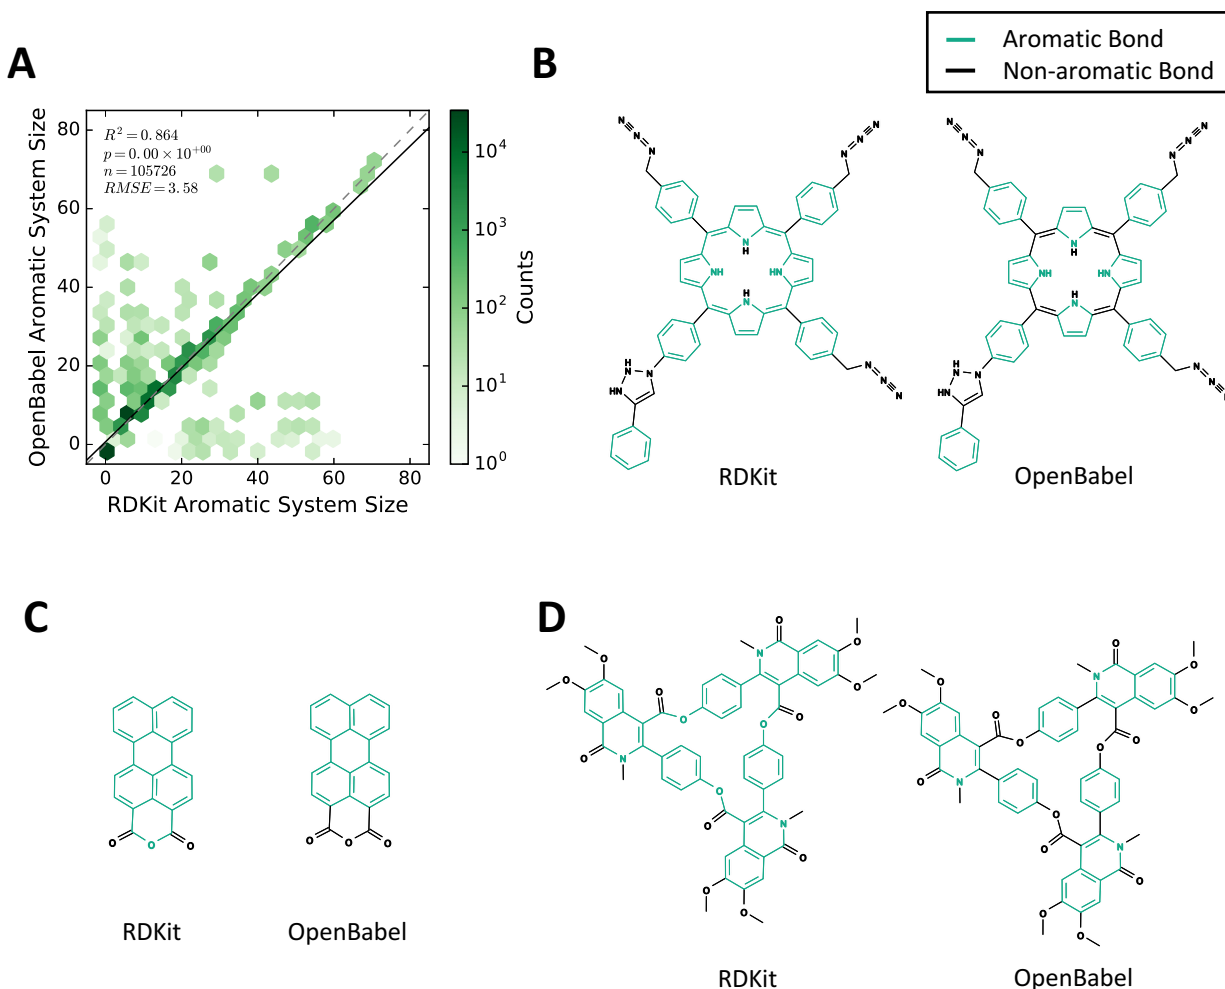 Aromatic Bond
Non-aromatic Bond
A
B
OpenBabel Aromatic System Size
80
60
40
20
0
R² = 0.864
p = 0.00 × 10⁺⁰⁰
n = 105726
RMSE = 3.58
0 20 40 60 80
RDKit Aromatic System Size
10⁴
10³
10²
10¹
10⁰
Counts
N N N
N N N
N H
NH NH
H N
H
N
HN N
N N N
RDKit
N N N
N N N
N H
NH NH
H N
H
N
HN N
N N N
OpenBabel
C
D
O O O
RDKit
O O O
OpenBabel
O
N
O
O
O
O
O
O
O
O
O
N
O
O
N
O
O
O
RDKit
O
N
O
O
O
O
O
O
O
O
O
N
O
O
N
O
O
O
OpenBabel